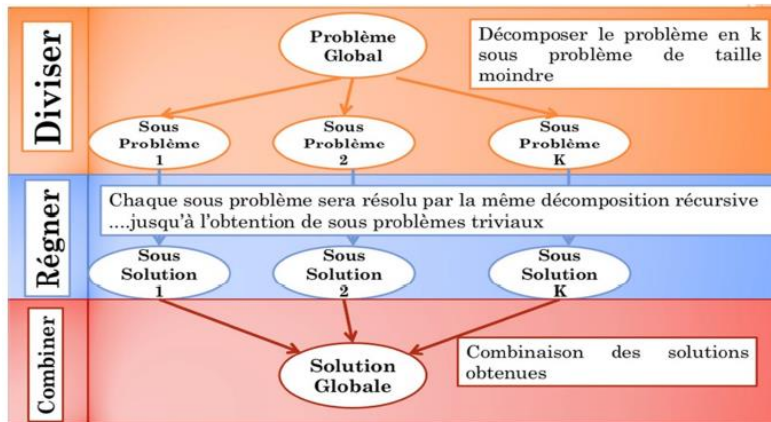 Diviser
Problème
Global
Décomposer le problème en k
sous problème de taille
moindre
Sous
Problème
1
Sous
Problème
2
Sous
Problème
K
Régner
Chaque sous problème sera résolu par la même décomposition récursive
....jusqu'à l'obtention de sous problèmes triviaux
Sous
Solution
1
Sous
Solution
2
Sous
Solution
K
Combiner
Solution
Globale
Combinaison des solutions
obtenues